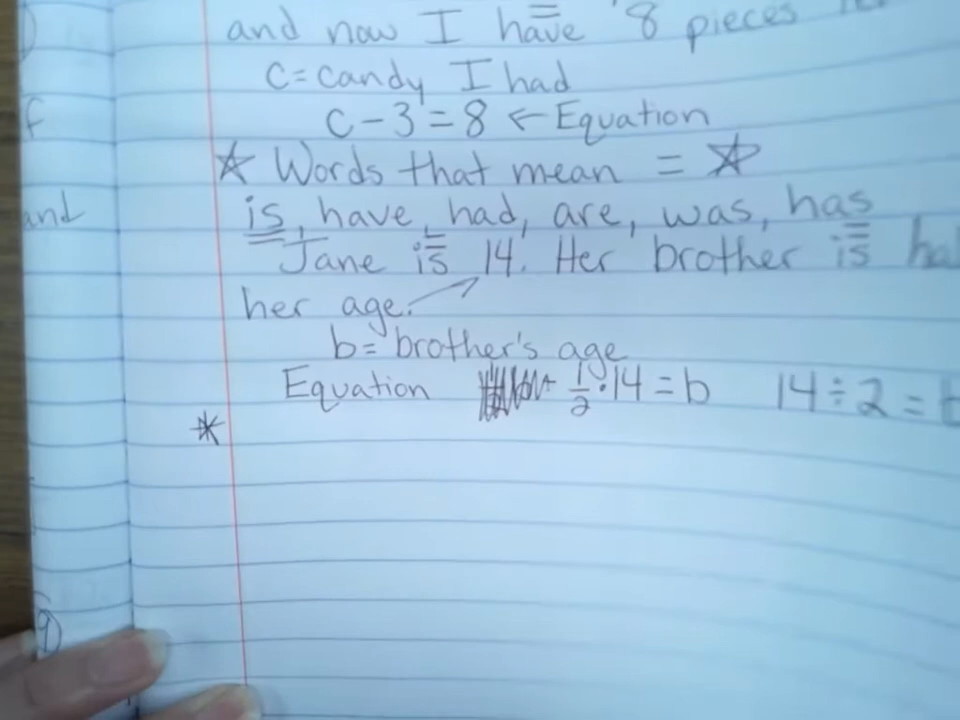 and now I have 8 pieces
c = candy I had
c - 3 = 8 ← Equation
☆ Words that mean = ☆
and
is, have, had, are, was, has
Jane is 14. Her brother is
her age.
b = brother's age
Equation 1/2 · 14 = b 14 ÷ 2 =
*